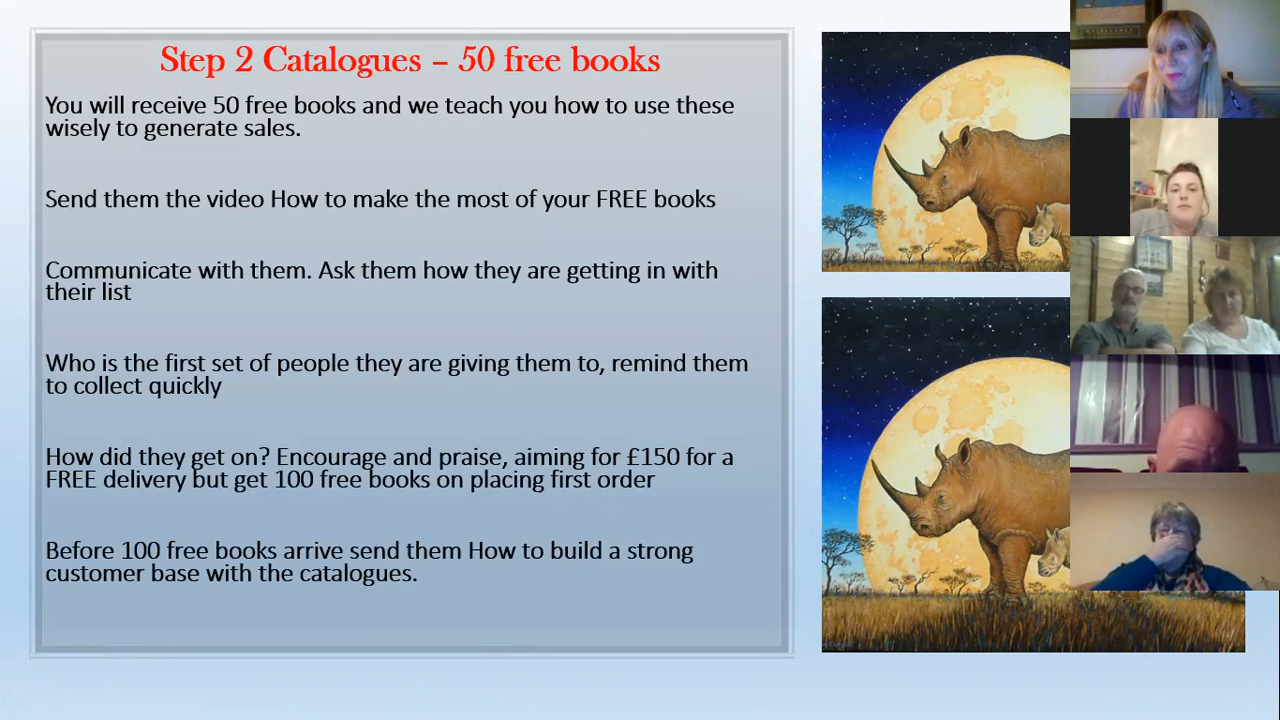 Step 2 Catalogues – 50 free books
You will receive 50 free books and we teach you how to use these
wisely to generate sales.
Send them the video How to make the most of your FREE books
Communicate with them. Ask them how they are getting in with
their list
Who is the first set of people they are giving them to, remind them
to collect quickly
How did they get on? Encourage and praise, aiming for £150 for a
FREE delivery but get 100 free books on placing first order
Before 100 free books arrive send them How to build a strong
customer base with the catalogues.